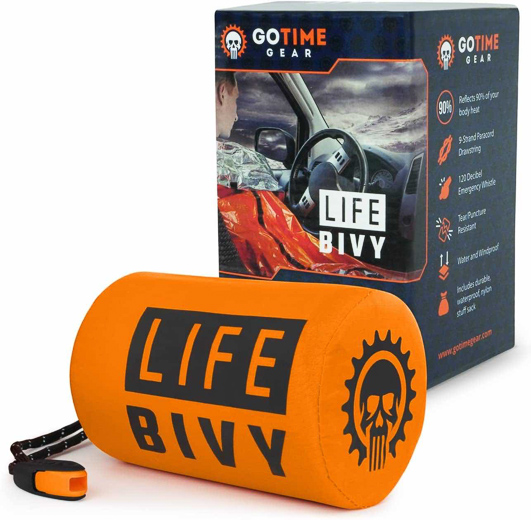 GOTIME
GEAR
LIFE
BIVY
GOTIME
GEAR
90%
Reflects 90% of your
body heat
9-Strand Paracord
Drawstring
120 Decibel
Emergency Whistle
Tear/Puncture
Resistant
Water and Windproof
Includes durable,
waterproof, nylon
stuff sack
www.gotimegear.com
LIFE
BIVY